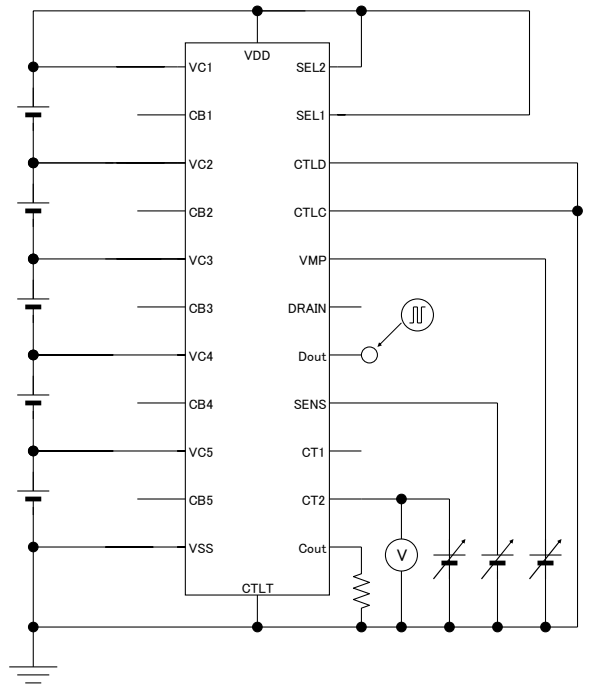 VDD
VC1
SEL2
CB1
SEL1
VC2
CTLD
CB2
CTLC
VC3
VMP
CB3
DRAIN
VC4
Dout
CB4
SENS
VC5
CT1
CB5
CT2
VSS
Cout
V
CTLT